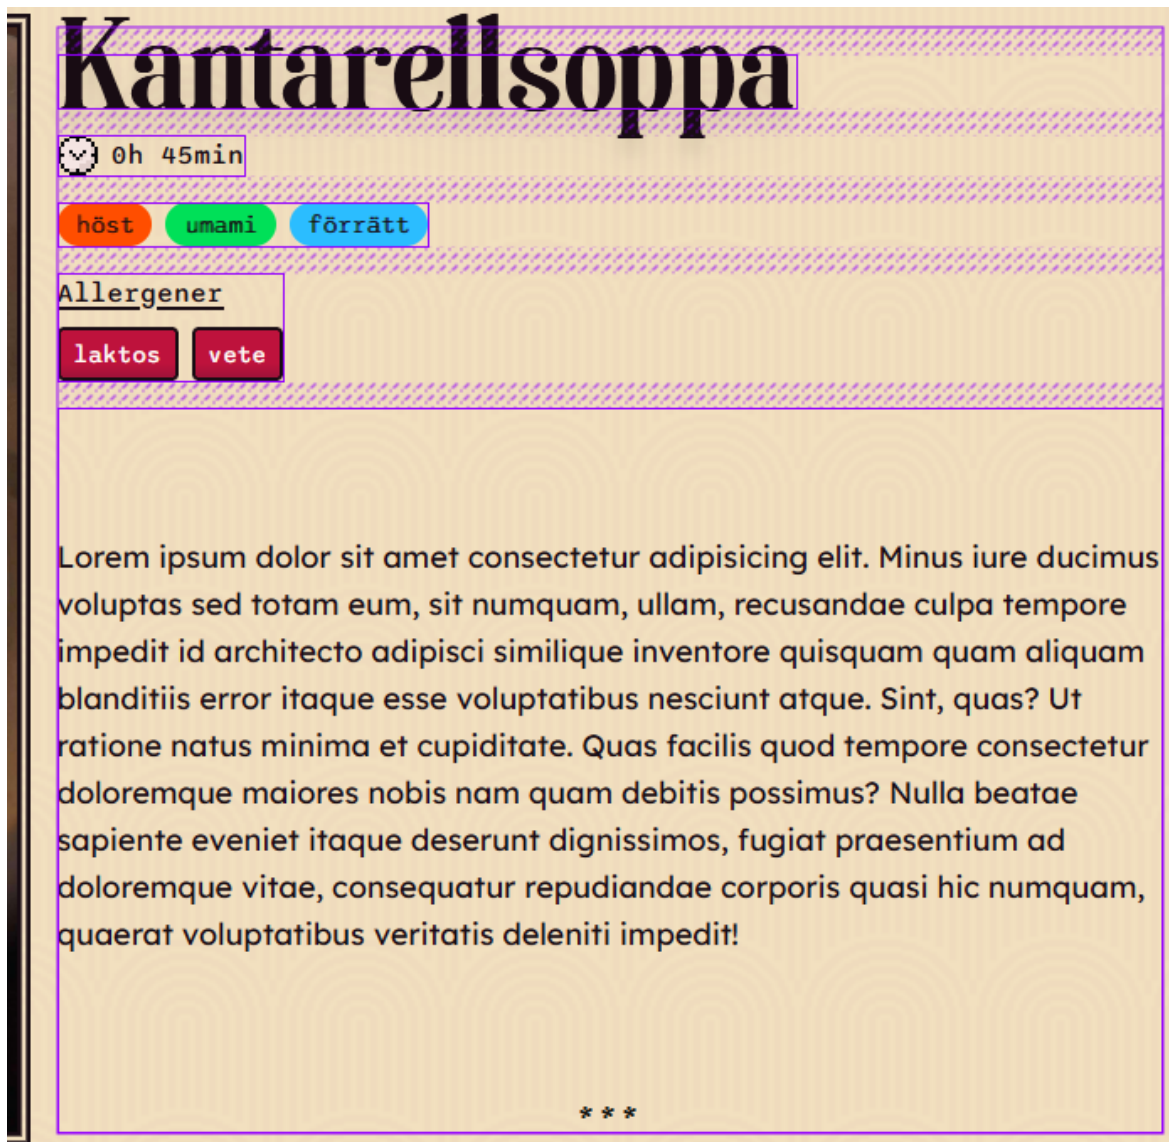 Kantarellsoppa
0h 45min
höst umami förrätt
Allergener
laktos vete
Lorem ipsum dolor sit amet consectetur adipisicing elit. Minus iure ducimus
voluptas sed totam eum, sit numquam, ullam, recusandae culpa tempore
impedit id architecto adipisci similique inventore quisquam quam aliquam
blanditiis error itaque esse voluptatibus nesciunt atque. Sint, quas? Ut
ratione natus minima et cupiditate. Quas facilis quod tempore consectetur
doloremque maiores nobis nam quam debitis possimus? Nulla beatae
sapiente eveniet itaque deserunt dignissimos, fugiat praesentium ad
doloremque vitae, consequatur repudiandae corporis quasi hic numquam,
quaerat voluptatibus veritatis deleniti impedit!
***